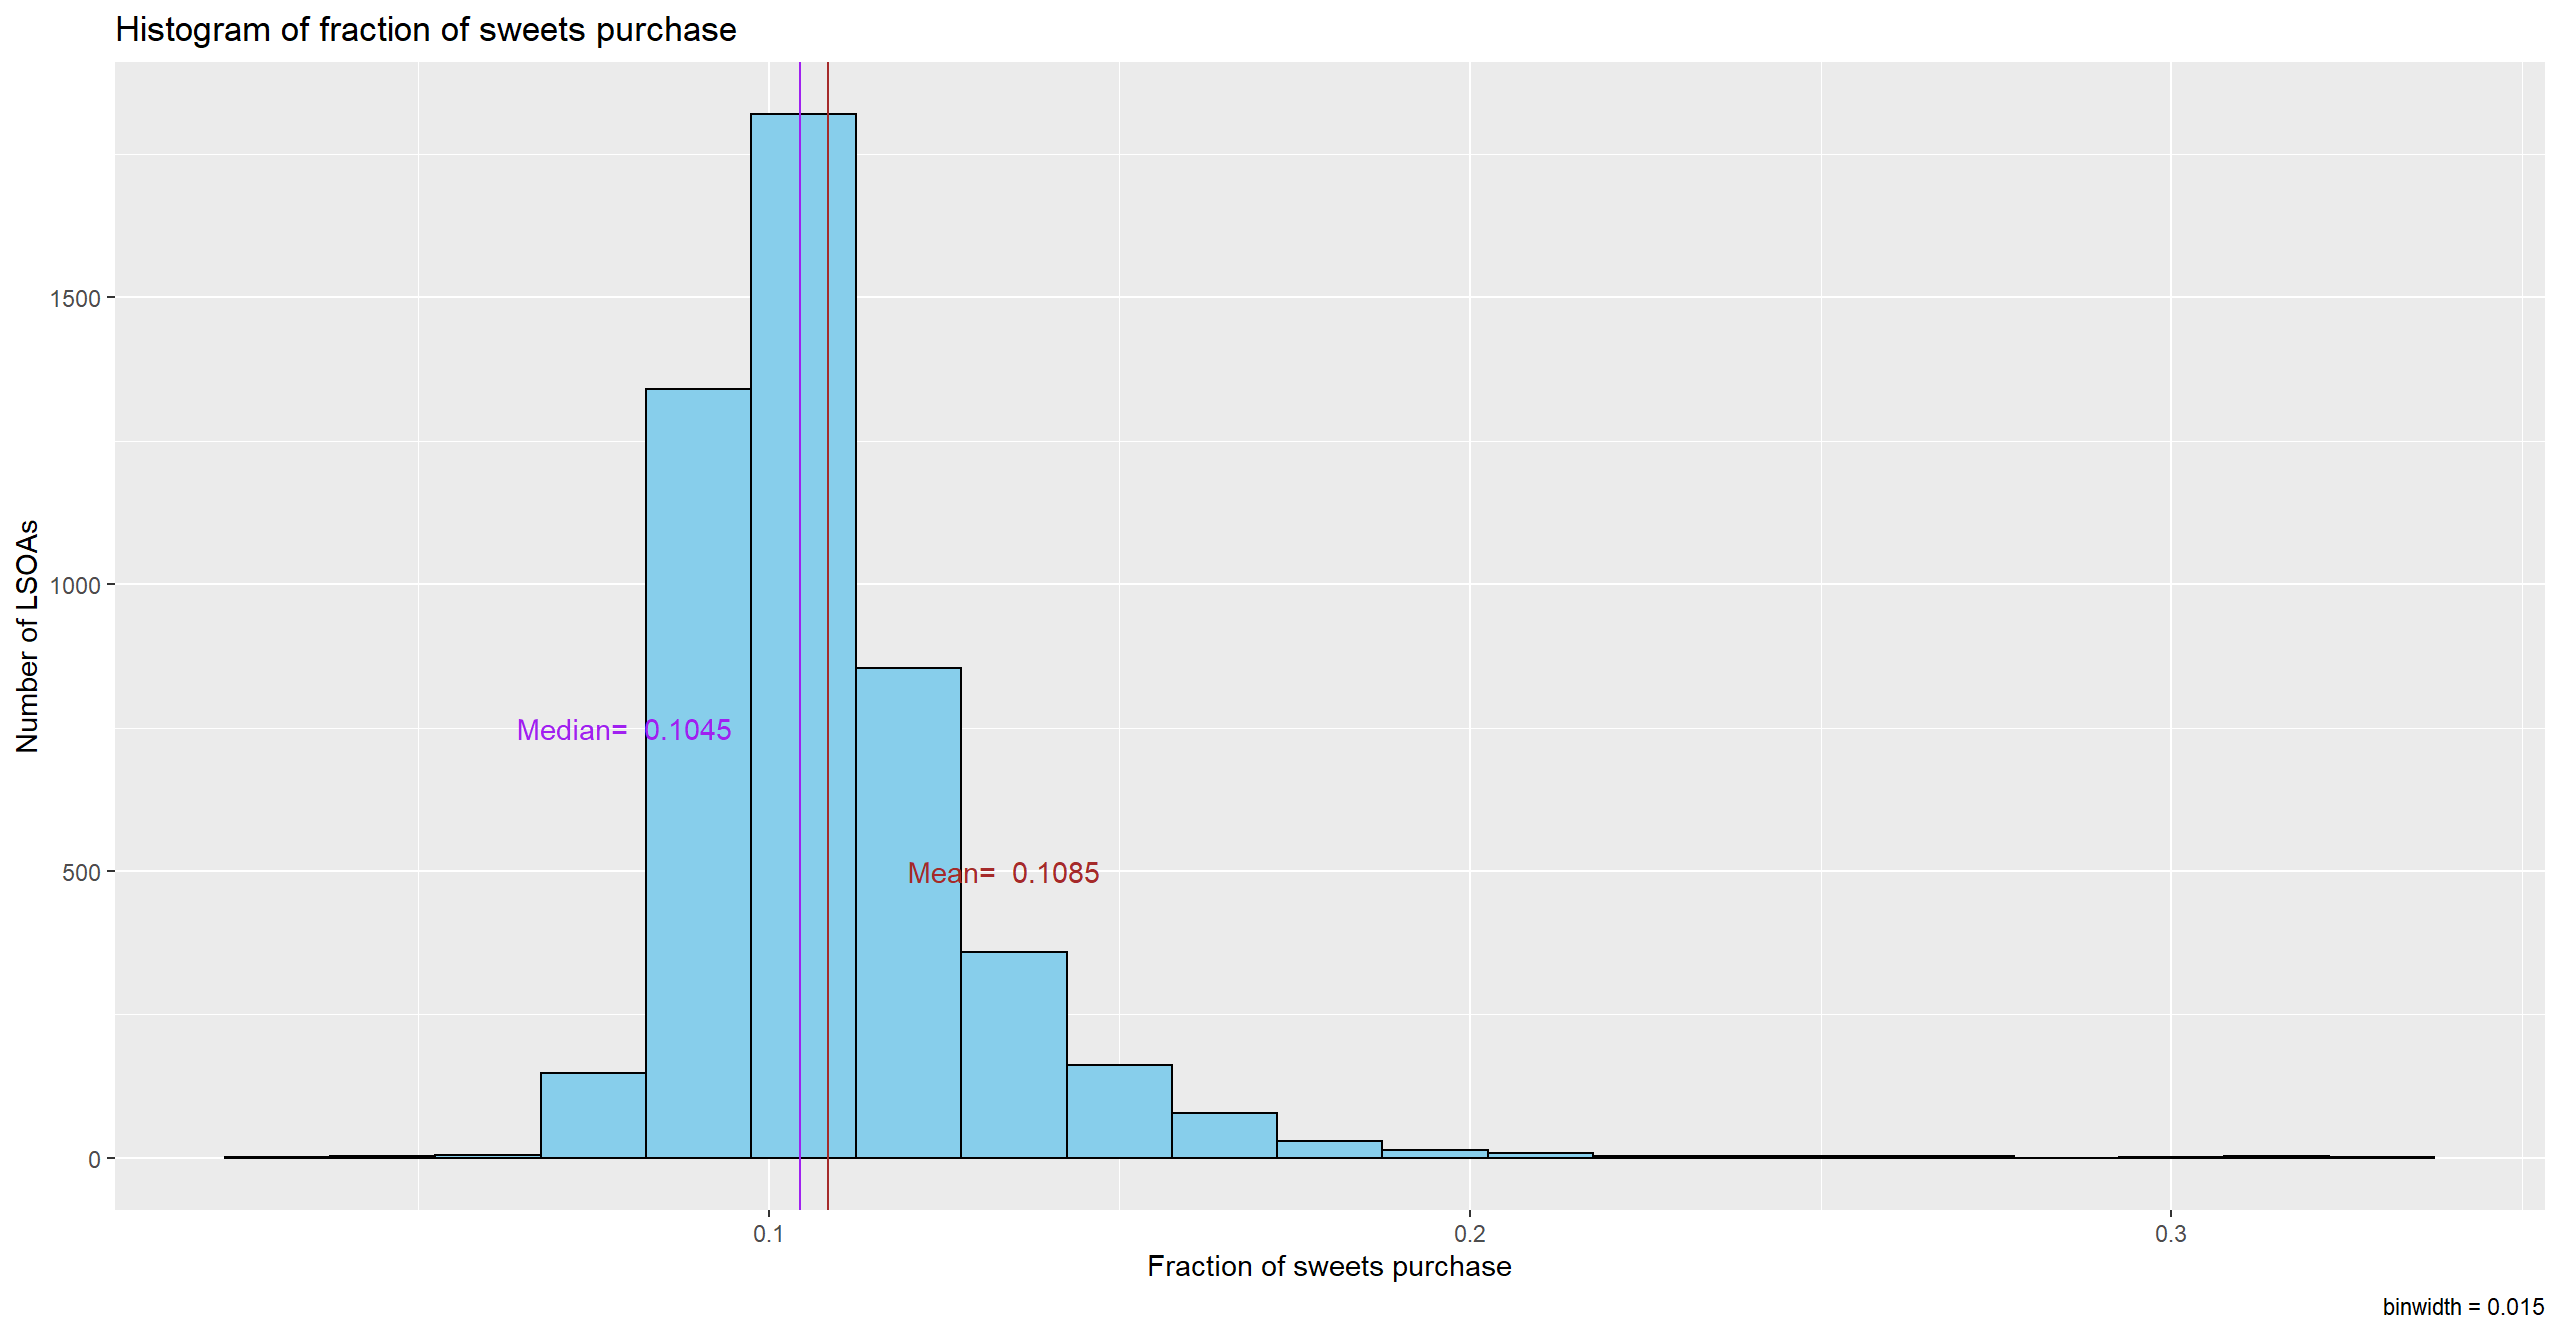 Histogram of fraction of sweets purchase
Number of LSOAs
1500
1000
500
0
Median= 0.1045
Mean= 0.1085
0.1
0.2
0.3
Fraction of sweets purchase
binwidth = 0.015